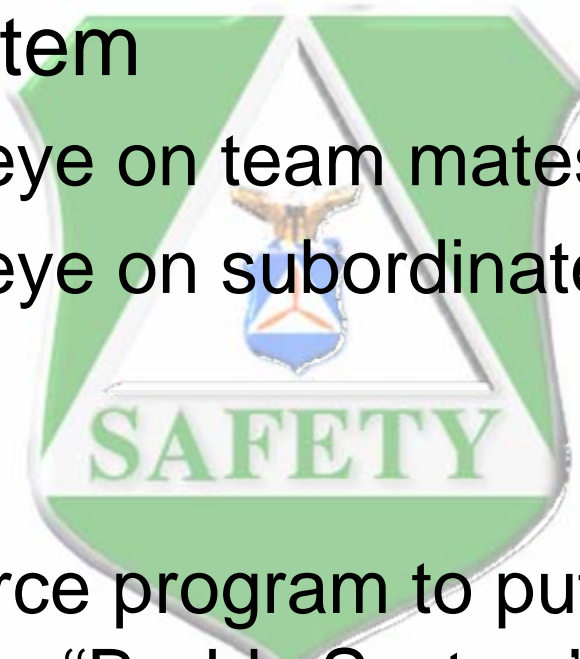 tem
eye on team mates
eye on subordinate
SAFETY
rce program to put